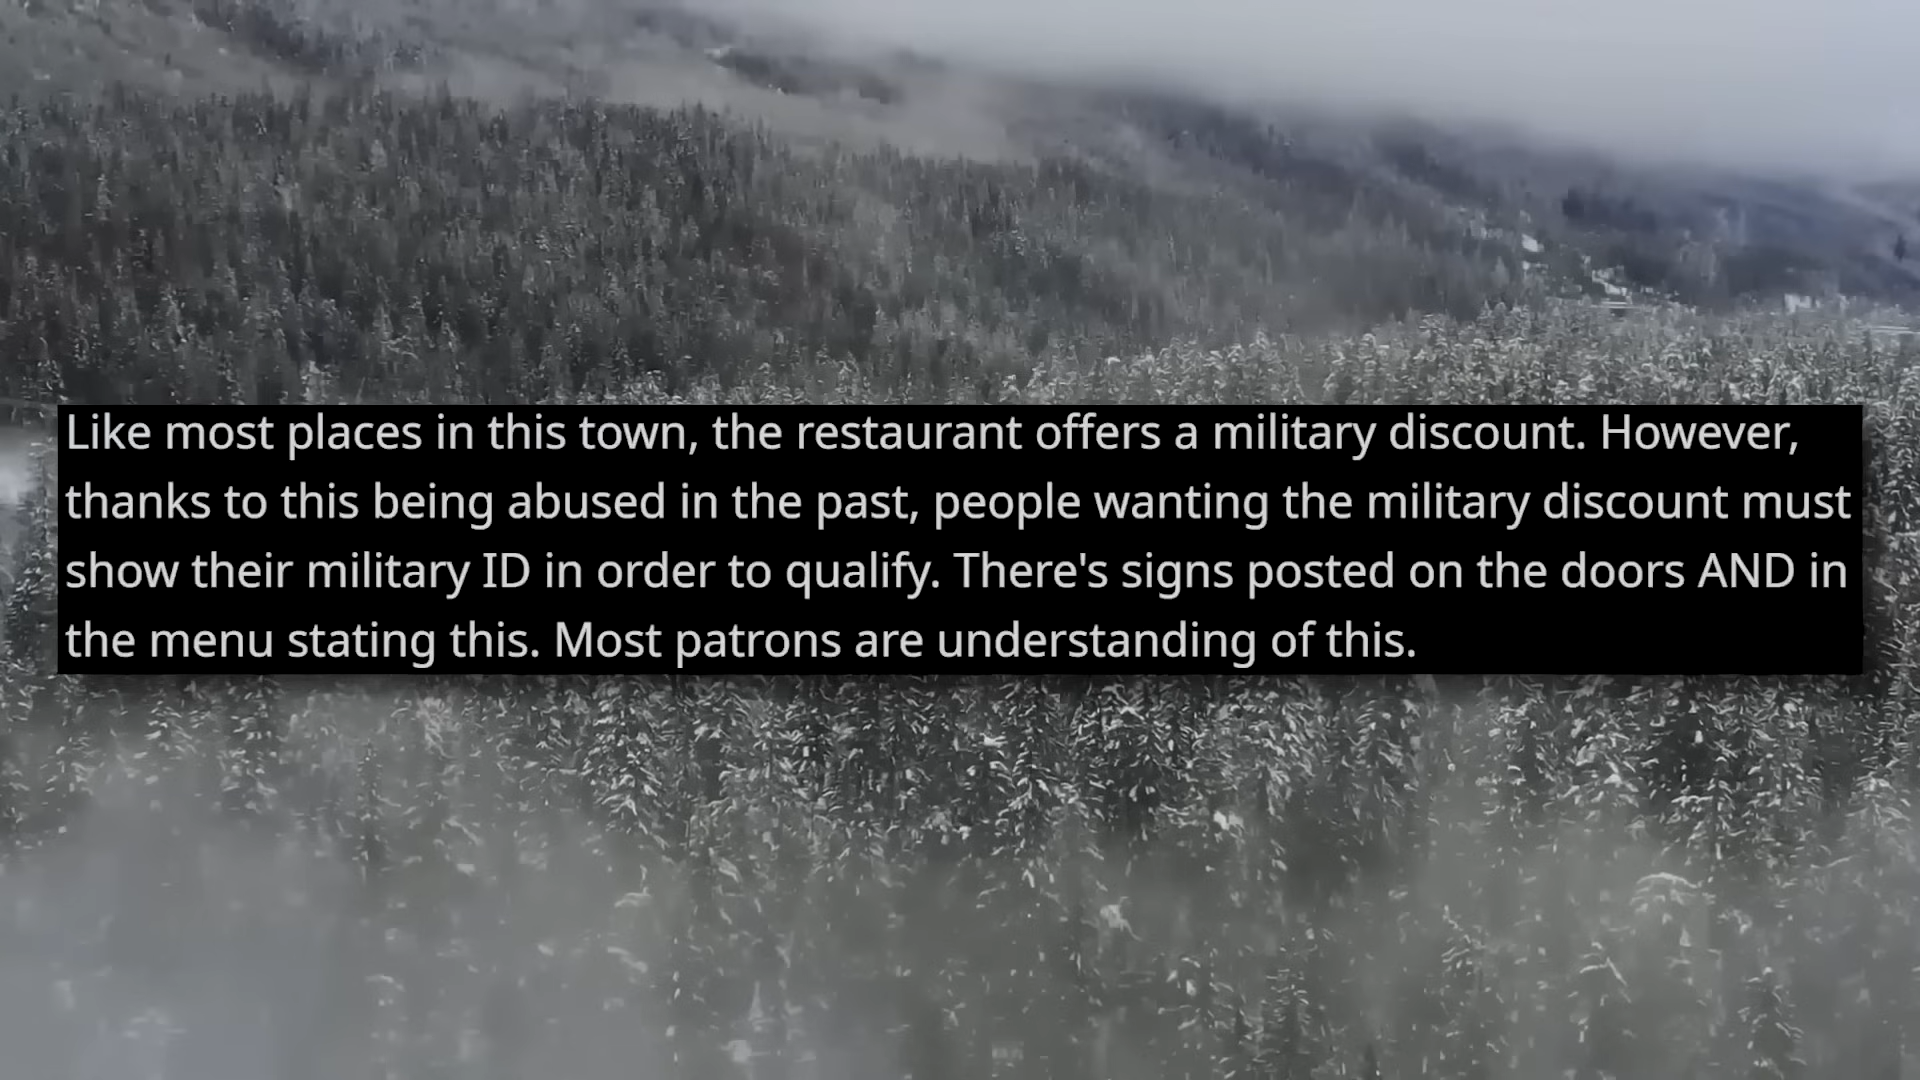 Like most places in this town, the restaurant offers a military discount. However,
thanks to this being abused in the past, people wanting the military discount must
show their military ID in order to qualify. There's signs posted on the doors AND in
the menu stating this. Most patrons are understanding of this.